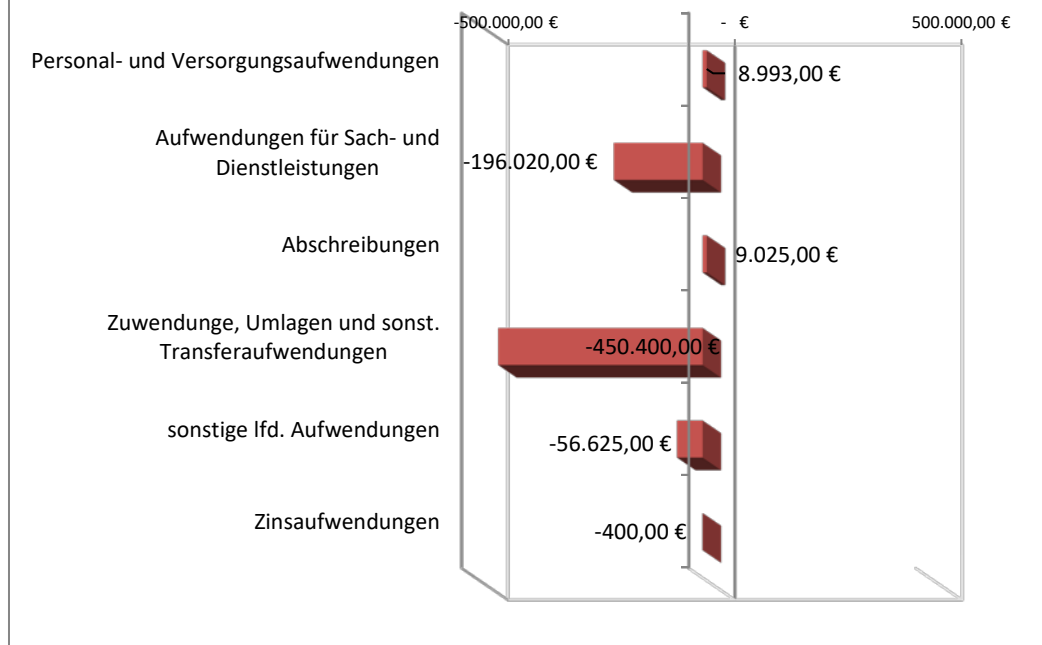 -500.000,00 €
- €
500.000,00 €
Personal- und Versorgungsaufwendungen
8.993,00 €
Aufwendungen für Sach- und
Dienstleistungen
-196.020,00 €
Abschreibungen
9.025,00 €
Zuwendunge, Umlagen und sonst.
Transferaufwendungen
-450.400,00 €
sonstige lfd. Aufwendungen
-56.625,00 €
Zinsaufwendungen
-400,00 €